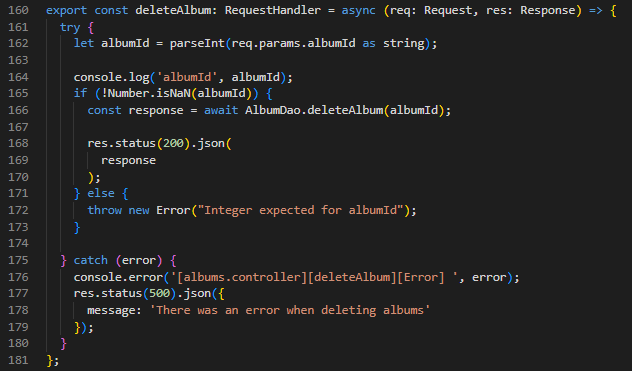 160 export const deleteAlbum: RequestHandler = async (req: Request, res: Response) => {
161   try {
162     let albumId = parseInt(req.params.albumId as string);
163
164     console.log('albumId', albumId);
165     if (!Number.isNaN(albumId)) {
166       const response = await AlbumDao.deleteAlbum(albumId);
167
168       res.status(200).json(
169         response
170       );
171     } else {
172       throw new Error("Integer expected for albumId");
173     }
174
175   } catch (error) {
176     console.error('[albums.controller][deleteAlbum][Error] ', error);
177     res.status(500).json({
178       message: 'There was an error when deleting albums'
179     });
180   }
181 };